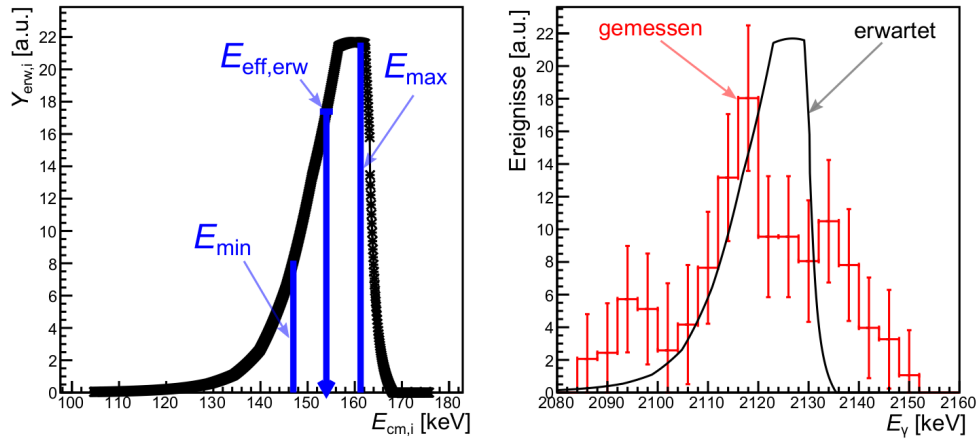 Y_erw,i [a.u.]
22
20
18
16
14
12
10
8
6
4
2
0
E_eff,erw
E_max
E_min
100 110 120 130 140 150 160 170 180
E_cm,i [keV]
Ereignisse [a.u.]
22
20
18
16
14
12
10
8
6
4
2
0
gemessen
erwartet
2080 2090 2100 2110 2120 2130 2140 2150 2160
E_γ [keV]